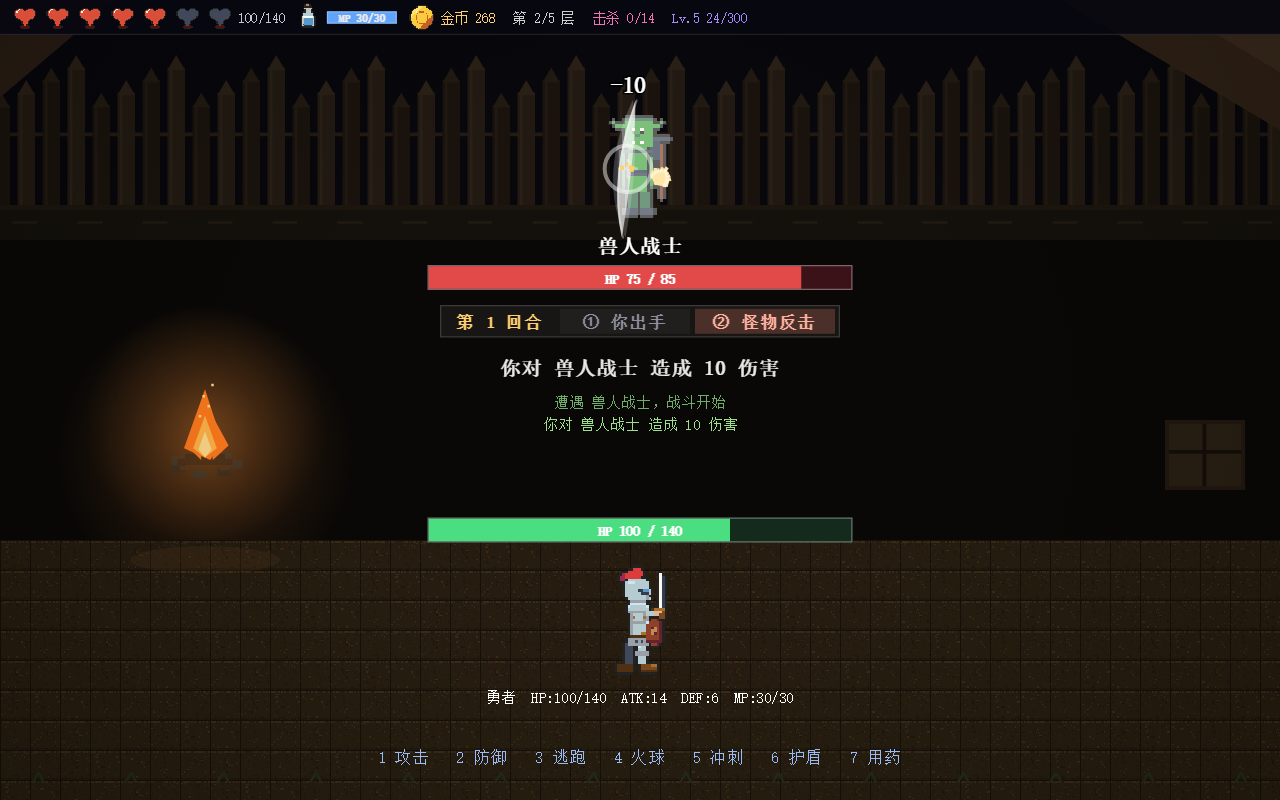 100/140 MP 30/30 金币 268 第 2/5 层 击杀 0/14 Lv.5 24/300
−10
兽人战士
HP 75 / 85
第 1 回合 ① 你出手 ② 怪物反击
你对 兽人战士 造成 10 伤害
遭遇 兽人战士，战斗开始
你对 兽人战士 造成 10 伤害
HP 100 / 140
勇者 HP:100/140 ATK:14 DEF:6 MP:30/30
1 攻击 2 防御 3 逃跑 4 火球 5 冲刺 6 护盾 7 用药